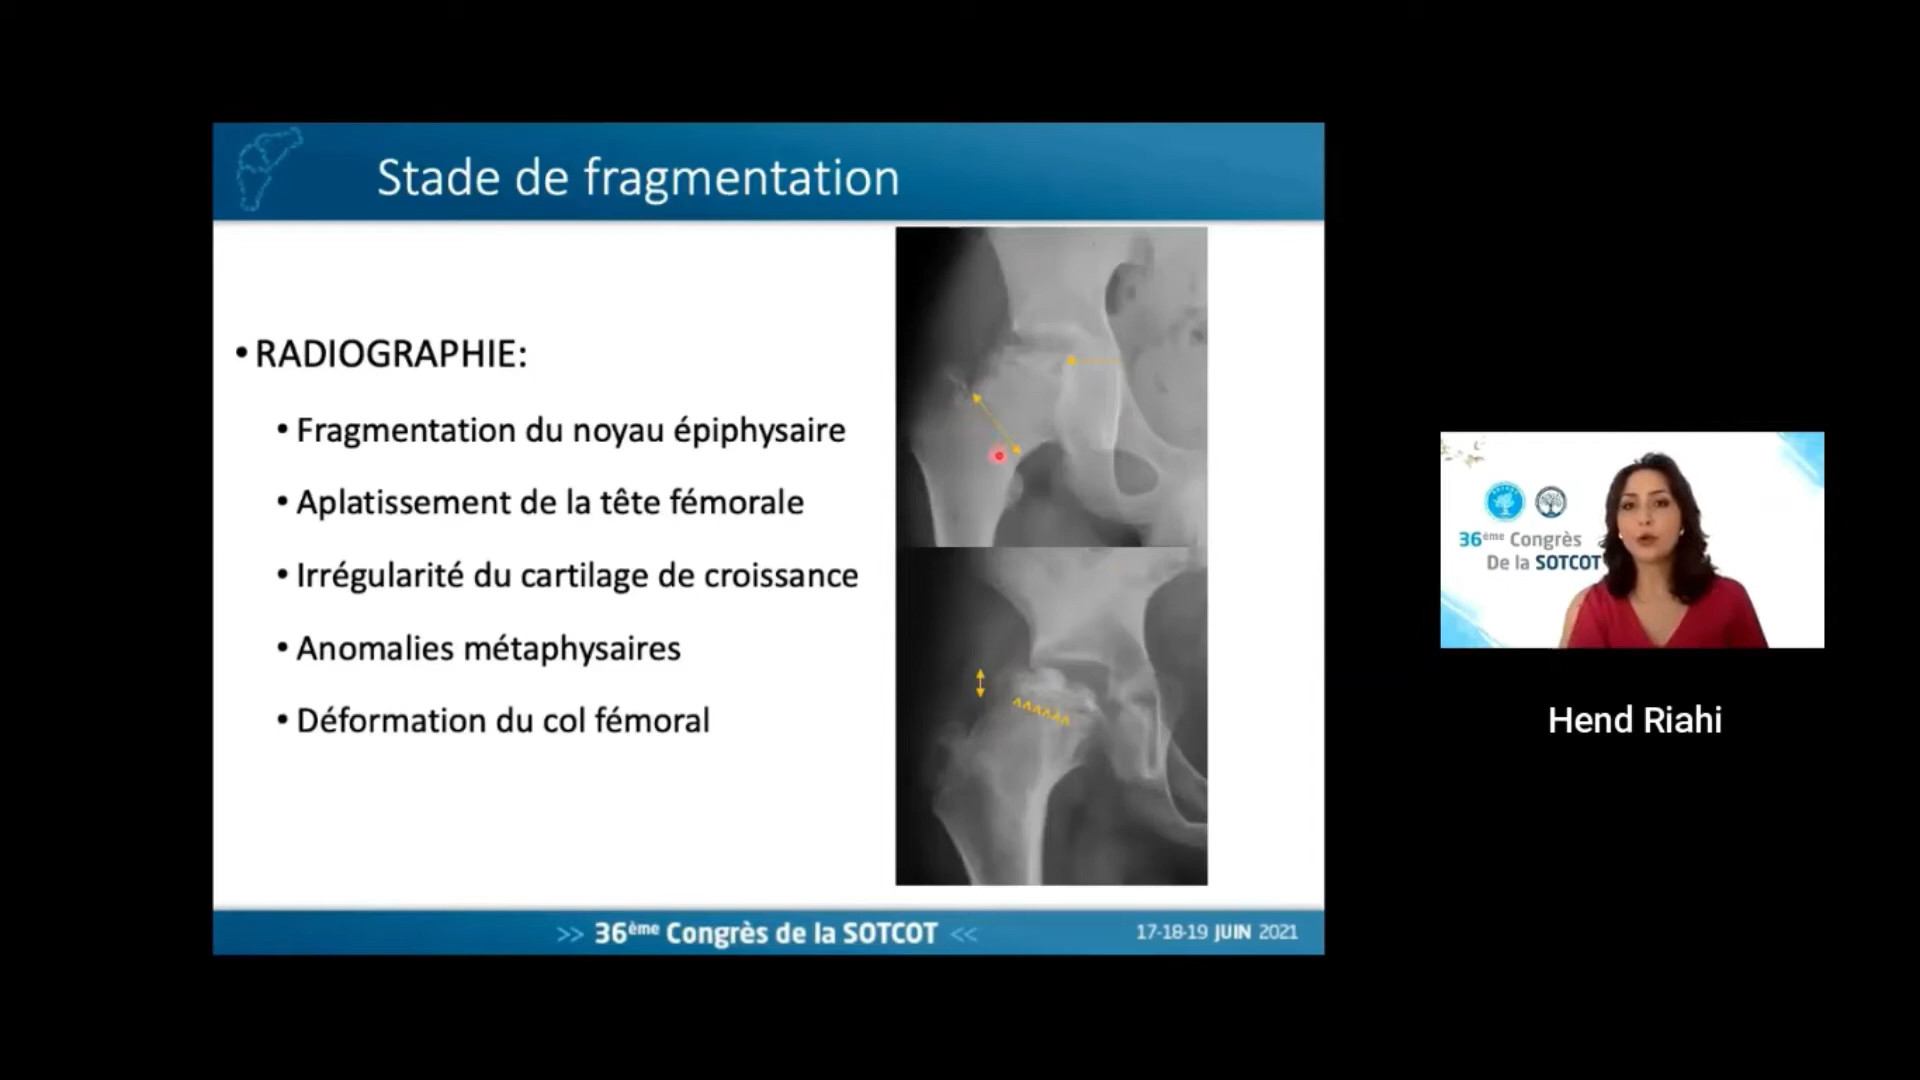 Stade de fragmentation
• RADIOGRAPHIE:
• Fragmentation du noyau épiphysaire
• Aplatissement de la tête fémorale
• Irrégularité du cartilage de croissance
• Anomalies métaphysaires
• Déformation du col fémoral
>> 36ème Congrès de la SOTCOT <<
17-18-19 JUIN 2021
36ème Congrès
De la SOTCOT
Hend Riahi